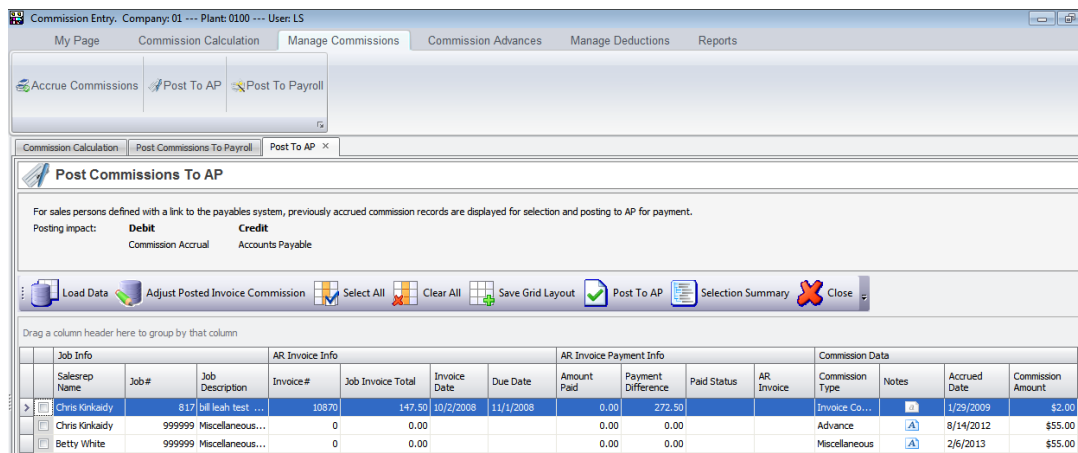 Commission Entry. Company: 01 --- Plant: 0100 --- User: LS
My Page Commission Calculation Manage Commissions Commission Advances Manage Deductions Reports
Accrue Commissions Post To AP Post To Payroll
Commission Calculation Post Commissions To Payroll Post To AP
Post Commissions To AP
For sales persons defined with a link to the payables system, previously accrued commission records are displayed for selection and posting to AP for payment.
Posting impact: Debit Credit
Commission Accrual Accounts Payable
Load Data Adjust Posted Invoice Commission Select All Clear All Save Grid Layout Post To AP Selection Summary Close
Drag a column header here to group by that column
Job Info AR Invoice Info AR Invoice Payment Info Commission Data
Salesrep Name Job# Job Description Invoice# Job Invoice Total Invoice Date Due Date Amount Paid Payment Difference Paid Status AR Invoice Commission Type Notes Accrued Date Commission Amount
Chris Kinkaidy 817 bill leah test ... 10870 147.50 10/2/2008 11/1/2008 0.00 272.50 Invoice Co... 1/29/2009 $2.00
Chris Kinkaidy 999999 Miscellaneous... 0 0.00 0.00 0.00 Advance A 8/14/2012 $55.00
Betty White 999999 Miscellaneous... 0 0.00 0.00 0.00 Miscellaneous A 2/6/2013 $55.00